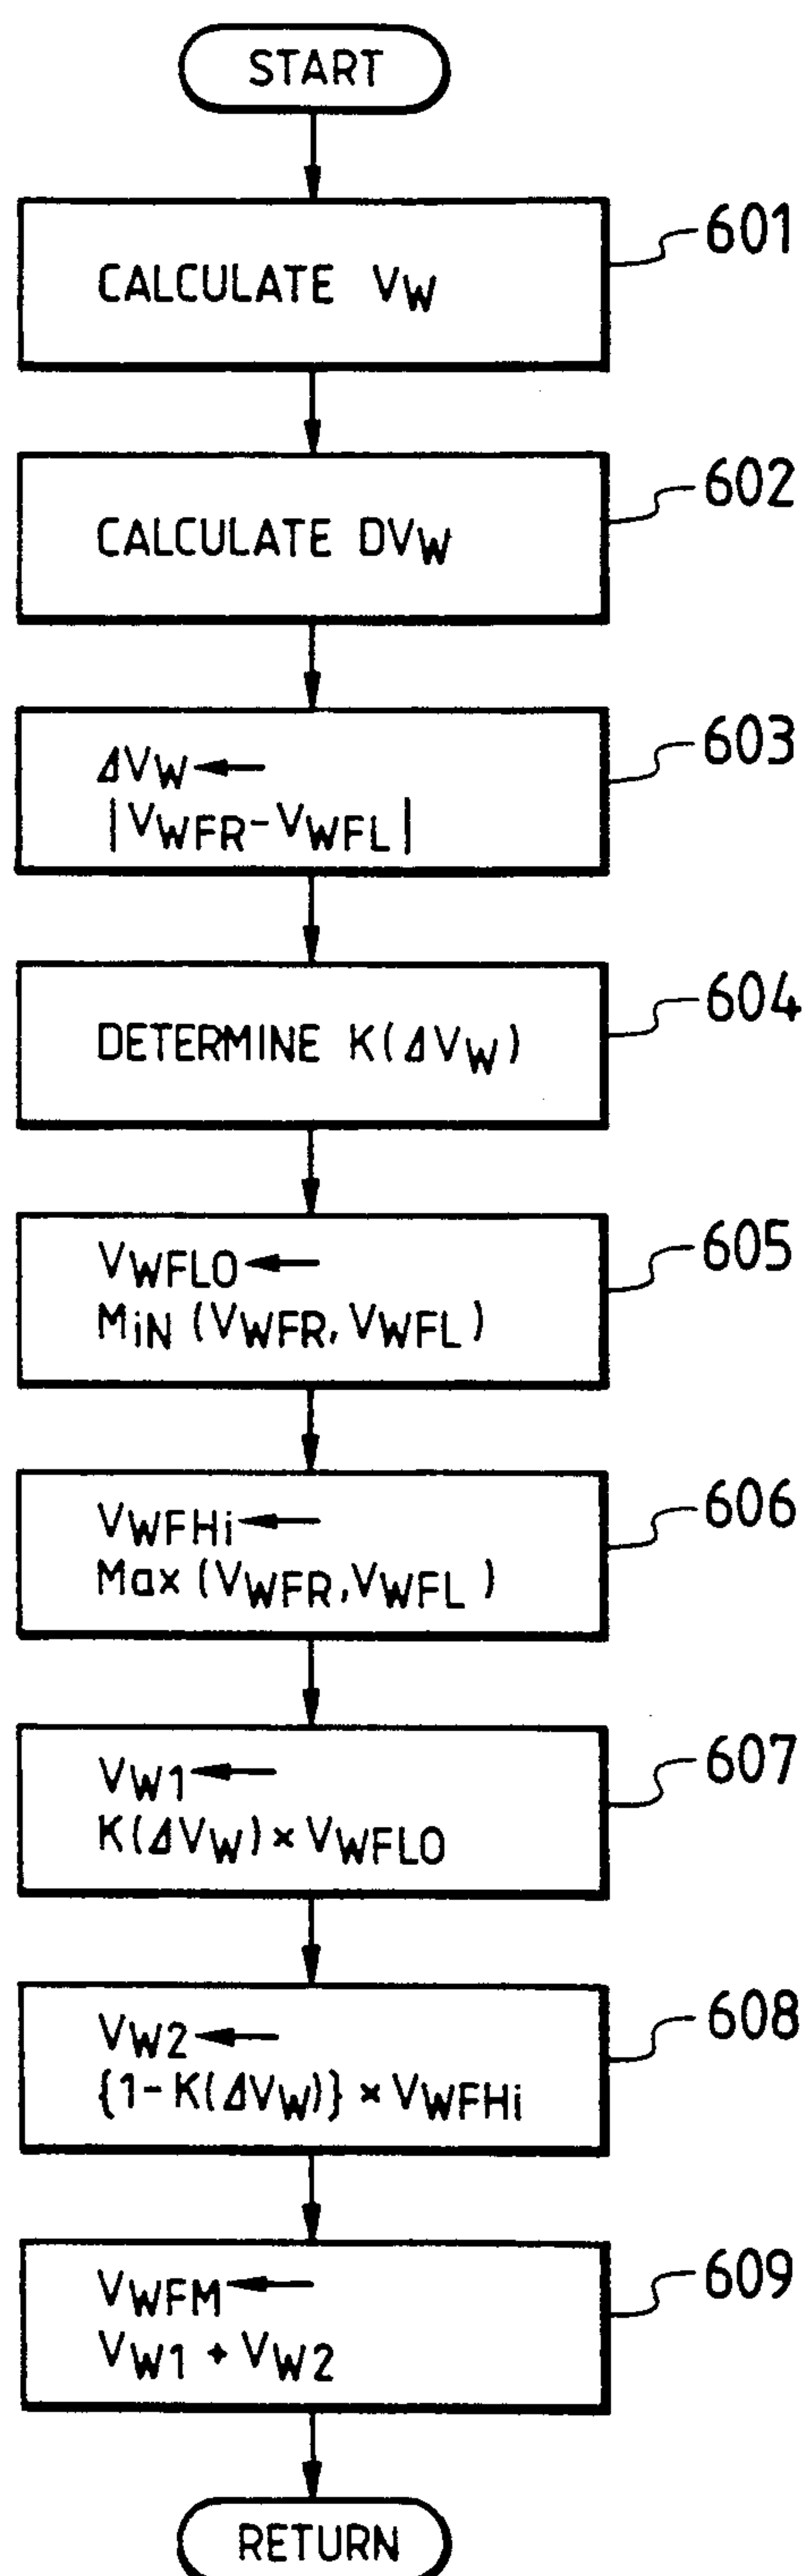 START
CALCULATE VW
601
CALCULATE DVW
602
ΔVW←
|VWFR-VWFL|
603
DETERMINE K(ΔVW)
604
VWFLO←
MiN (VWFR, VWFL)
605
VWFHi←
Max (VWFR, VWFL)
606
VW1←
K(ΔVW)×VWFLO
607
VW2←
{1-K(ΔVW)}×VWFHi
608
VWFM←
VW1+VW2
609
RETURN